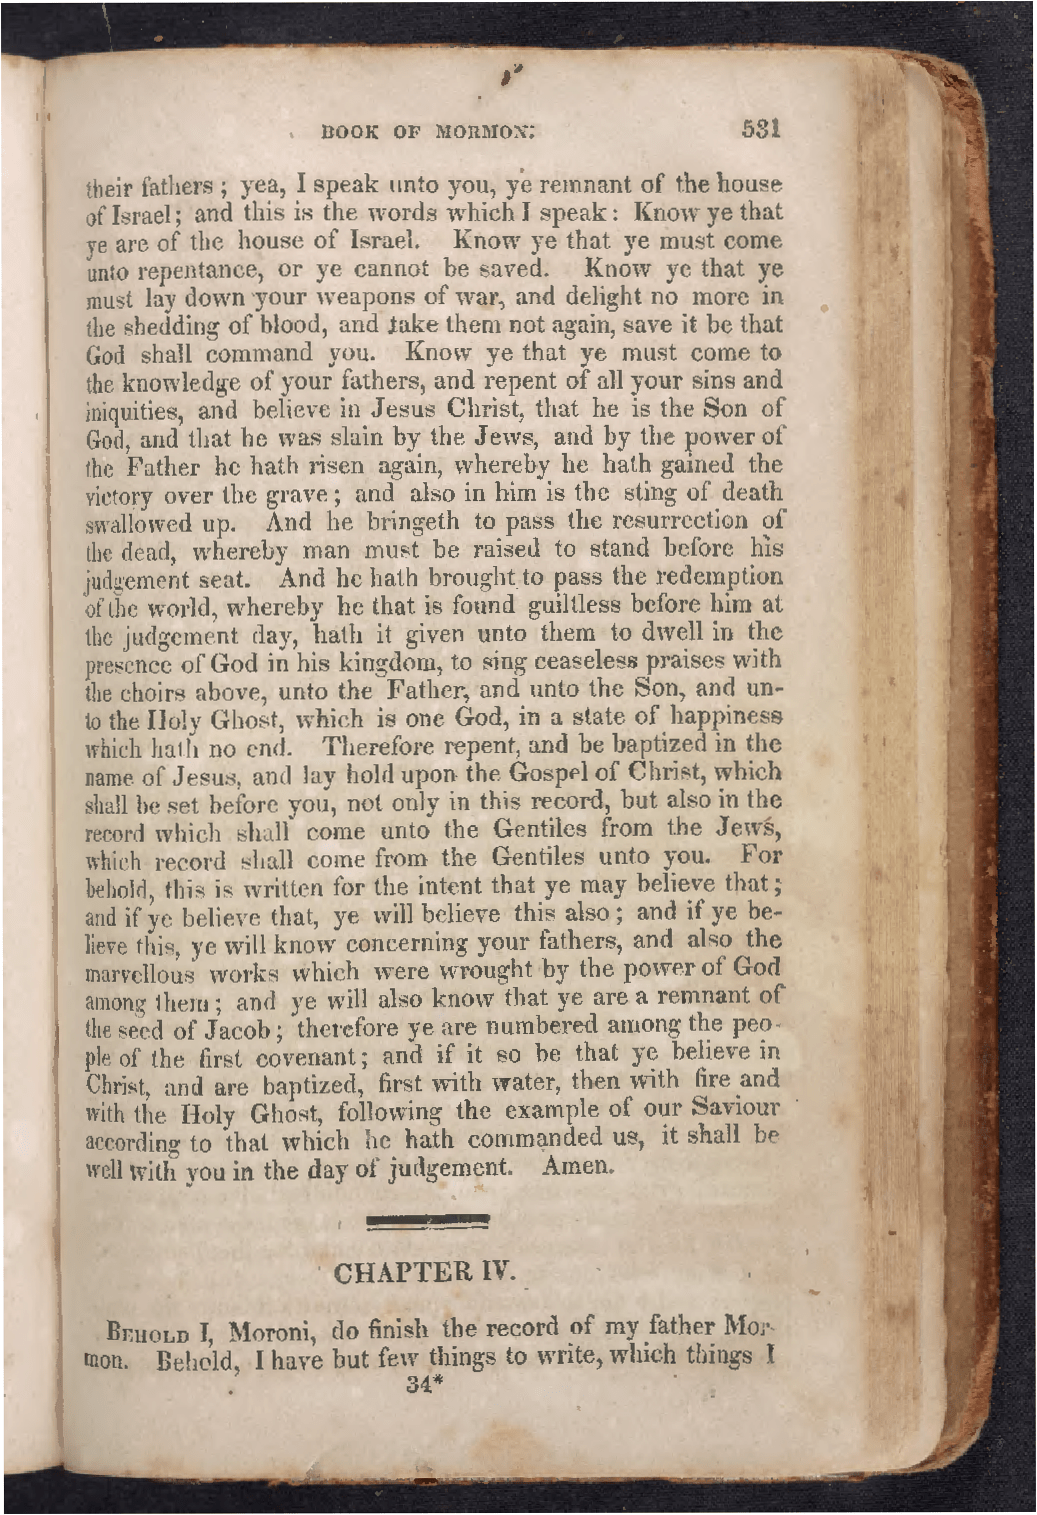 BOOK OF MORMON. 531
their fathers; yea, I speak unto you, ye remnant of the house
of Israel; and this is the words which I speak: Know ye that
ye are of the house of Israel. Know ye that ye must come
unto repentance, or ye cannot be saved. Know ye that ye
must lay down your weapons of war, and delight no more in
the shedding of blood, and take them not again, save it be that
God shall command you. Know ye that ye must come to
the knowledge of your fathers, and repent of all your sins and
iniquities, and believe in Jesus Christ, that he is the Son of
God, and that he was slain by the Jews, and by the power of
the Father he hath risen again, whereby he hath gained the
victory over the grave; and also in him is the sting of death
swallowed up. And he bringeth to pass the resurrection of
the dead, whereby man must be raised to stand before his
judgement seat. And he hath brought to pass the redemption
of the world, whereby he that is found guiltless before him at
the judgement day, hath it given unto them to dwell in the
presence of God in his kingdom, to sing ceaseless praises with
the choirs above, unto the Father, and unto the Son, and un-
to the Holy Ghost, which is one God, in a state of happiness
which hath no end. Therefore repent, and be baptized in the
name of Jesus, and lay hold upon the Gospel of Christ, which
shall be set before you, not only in this record, but also in the
record which shall come unto the Gentiles from the Jews,
which record shall come from the Gentiles unto you. For
behold, this is written for the intent that ye may believe that;
and if ye believe that, ye will believe this also; and if ye be-
lieve this, ye will know concerning your fathers, and also the
marvellous works which were wrought by the power of God
among them; and ye will also know that ye are a remnant of
the seed of Jacob; therefore ye are numbered among the peo-
ple of the first covenant; and if it so be that ye believe in
Christ, and are baptized, first with water, then with fire and
with the Holy Ghost, following the example of our Saviour
according to that which he hath commanded us, it shall be
well with you in the day of judgement. Amen.
CHAPTER IV.
BEHOLD I, Moroni, do finish the record of my father Mor-
mon. Behold, I have but few things to write, which things I
34*